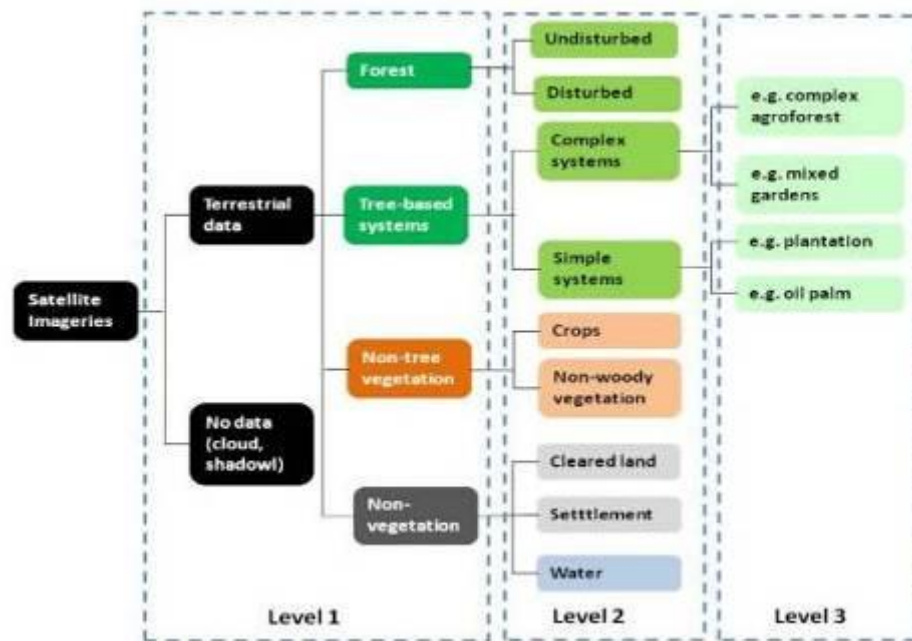 Satellite
Imageries
Terrestrial
data
No data
(cloud,
shadowl)
Forest
Tree-based
systems
Non-tree
vegetation
Non-
vegetation
Level 1
Undisturbed
Disturbed
Complex
systems
Simple
systems
Crops
Non-woody
vegetation
Cleared land
Setttlement
Water
Level 2
e.g. complex
agroforest
e.g. mixed
gardens
e.g. plantation
e.g. oil palm
Level 3